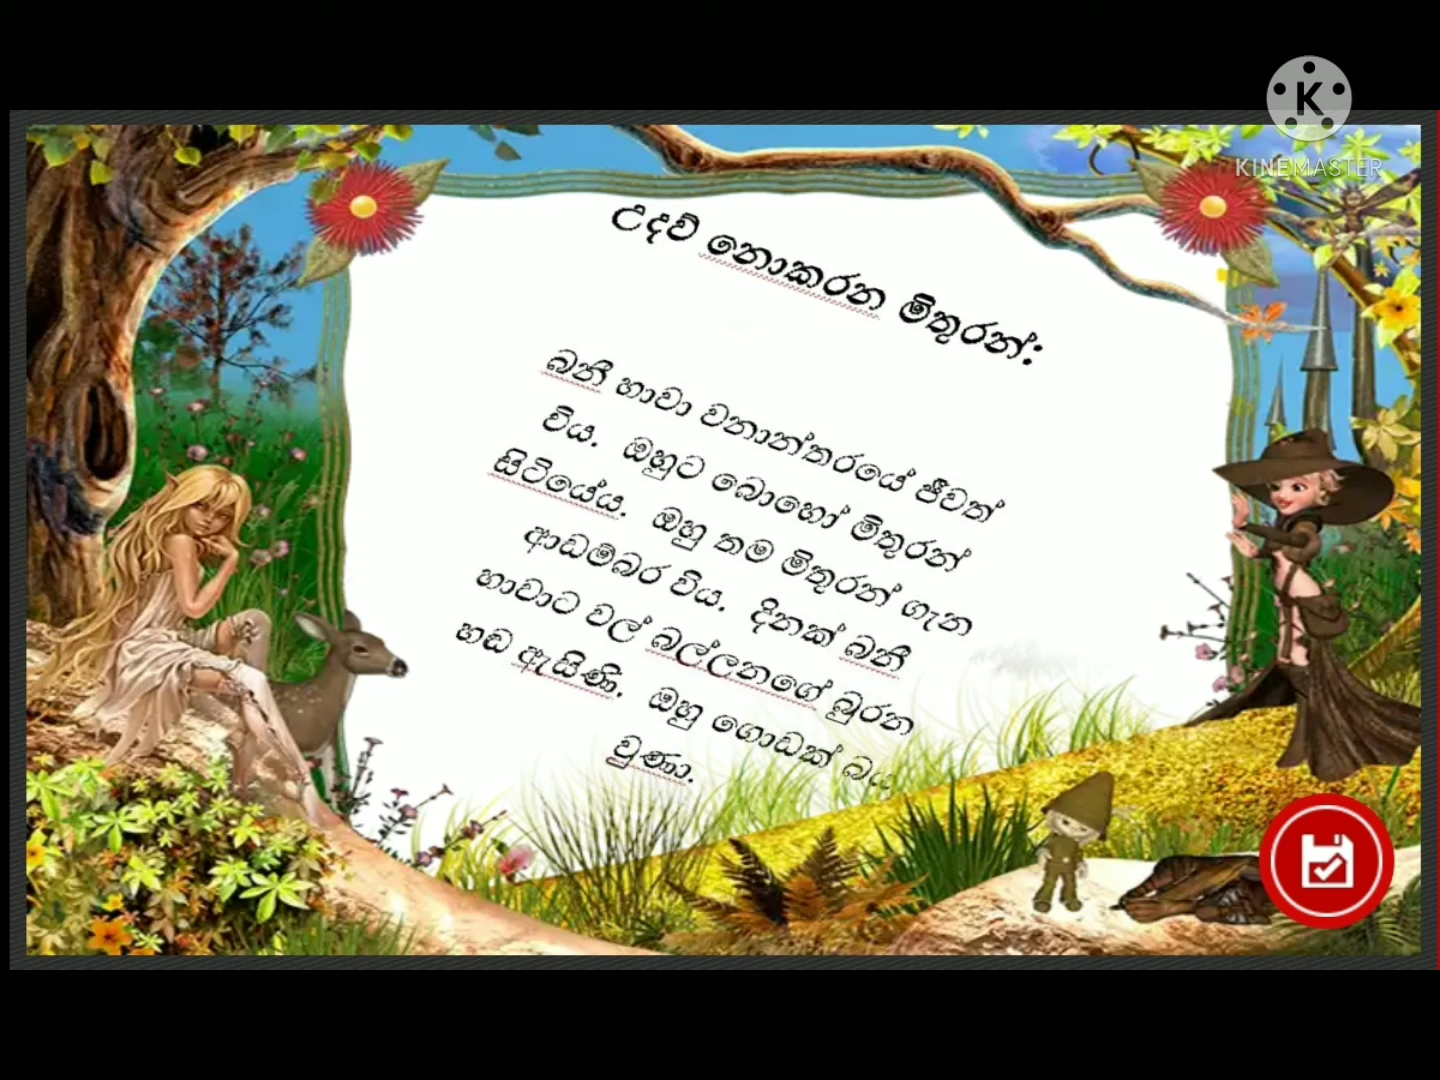 KINEMASTER
උදව් නොකරන මිතුරන්:
බනී හාවා වනාන්තරයේ ජීවත්
විය. ඔහුට බොහෝ මිතුරන්
සිටියේය. ඔහු තම මිතුරන් ගැන
ආඩම්බර විය. දිනක් බනී
හාවාට වල් බල්ලනගේ බුරන
හඬ ඇසිණි. ඔහු ගොඩක් බය
වුණා.